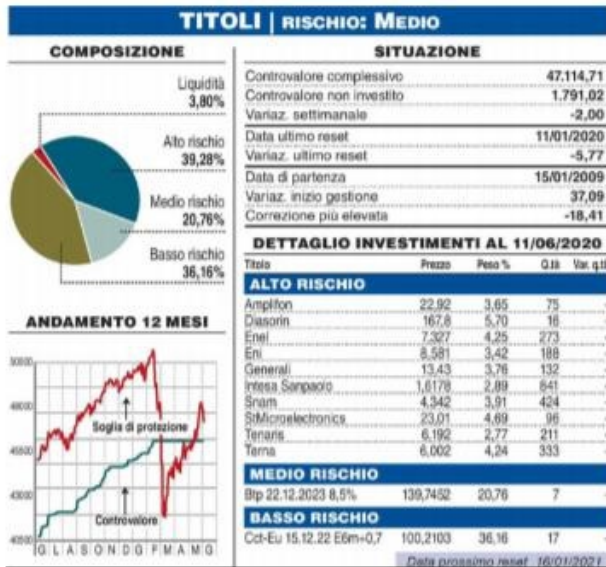 TITOLI | RISCHIO: MEDIO
COMPOSIZIONE
Liquidità
3,80%
Alto rischio
39,28%
Medio rischio
20,76%
Basso rischio
36,16%
ANDAMENTO 12 MESI
50500
48000
45500
43000
40500
Soglia di protezione
Controvalore
G L A S O N D G F M A M G
SITUAZIONE
Controvalore complessivo 47.114,71
Controvalore non investito 1.791,02
Variaz. settimanale -2,00
Data ultimo reset 11/01/2020
Variaz. ultimo reset -5,77
Data di partenza 15/01/2009
Variaz. inizio gestione 37,09
Correzione più elevata -18,41
DETTAGLIO INVESTIMENTI AL 11/06/2020
Titolo Prezzo Peso % Q.tà Var. q.tà
ALTO RISCHIO
Amplifon 22,92 3,65 75 -
Diasorin 167,8 5,70 16 -
Enel 7,327 4,25 273 -
Eni 8,581 3,42 188 -
Generali 13,43 3,76 132 -
Intesa Sanpaolo 1,6178 2,89 841 -
Snam 4,342 3,91 424 -
StMicroelectronics 23,01 4,69 96 -
Tenaris 6,192 2,77 211 -
Terna 6,002 4,24 333 -
MEDIO RISCHIO
Btp 22.12.2023 8,5% 139,7452 20,76 7 -
BASSO RISCHIO
Cct-Eu 15.12.22 E6m+0,7 100,2103 36,16 17 -
Data prossimo reset 16/01/2021